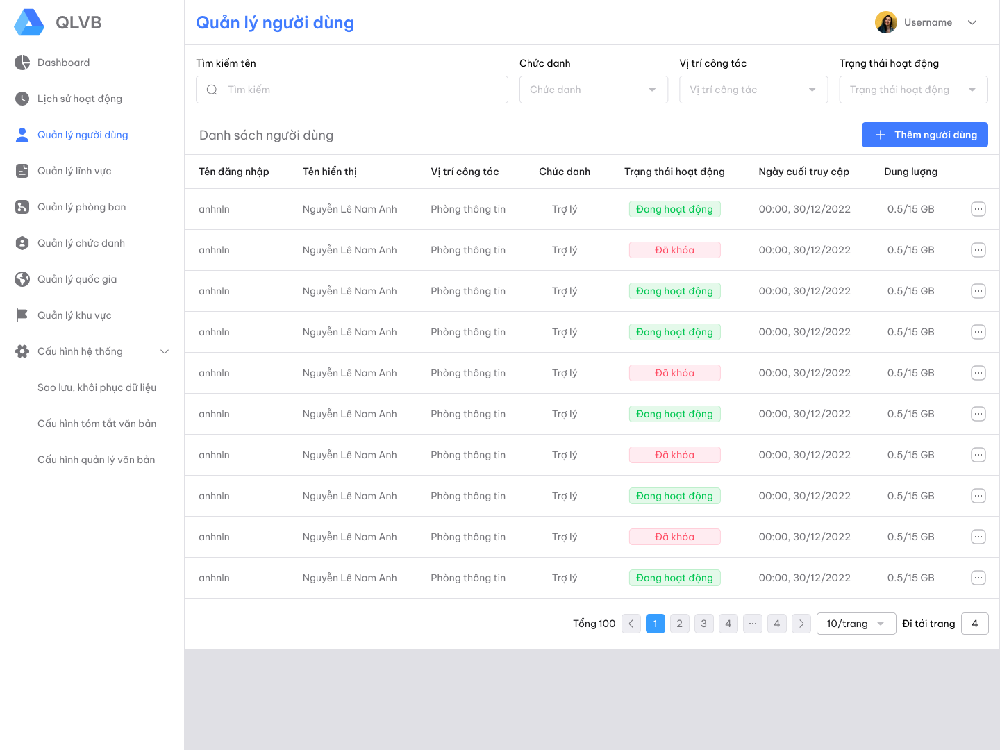 QLVB
Dashboard
Lịch sử hoạt động
Quản lý người dùng
Quản lý lĩnh vực
Quản lý phòng ban
Quản lý chức danh
Quản lý quốc gia
Quản lý khu vực
Cấu hình hệ thống
Sao lưu, khôi phục dữ liệu
Cấu hình tóm tắt văn bản
Cấu hình quản lý văn bản
Quản lý người dùng
Username
Tìm kiếm tên Chức danh Vị trí công tác Trạng thái hoạt động
Tìm kiếm Chức danh Vị trí công tác Trạng thái hoạt động
Danh sách người dùng Thêm người dùng
Tên đăng nhập Tên hiển thị Vị trí công tác Chức danh Trạng thái hoạt động Ngày cuối truy cập Dung lượng
anhnln Nguyễn Lê Nam Anh Phòng thông tin Trợ lý Đang hoạt động 00:00, 30/12/2022 0.5/15 GB
anhnln Nguyễn Lê Nam Anh Phòng thông tin Trợ lý Đã khóa 00:00, 30/12/2022 0.5/15 GB
anhnln Nguyễn Lê Nam Anh Phòng thông tin Trợ lý Đang hoạt động 00:00, 30/12/2022 0.5/15 GB
anhnln Nguyễn Lê Nam Anh Phòng thông tin Trợ lý Đang hoạt động 00:00, 30/12/2022 0.5/15 GB
anhnln Nguyễn Lê Nam Anh Phòng thông tin Trợ lý Đã khóa 00:00, 30/12/2022 0.5/15 GB
anhnln Nguyễn Lê Nam Anh Phòng thông tin Trợ lý Đang hoạt động 00:00, 30/12/2022 0.5/15 GB
anhnln Nguyễn Lê Nam Anh Phòng thông tin Trợ lý Đã khóa 00:00, 30/12/2022 0.5/15 GB
anhnln Nguyễn Lê Nam Anh Phòng thông tin Trợ lý Đang hoạt động 00:00, 30/12/2022 0.5/15 GB
anhnln Nguyễn Lê Nam Anh Phòng thông tin Trợ lý Đã khóa 00:00, 30/12/2022 0.5/15 GB
anhnln Nguyễn Lê Nam Anh Phòng thông tin Trợ lý Đang hoạt động 00:00, 30/12/2022 0.5/15 GB
Tổng 100 1 2 3 4 ··· 4 10/trang Đi tới trang 4